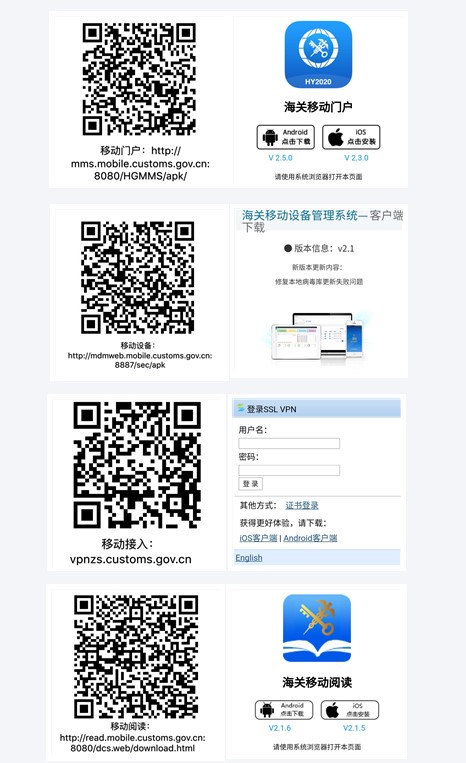 HY2020
海关移动门户
Android
点击下载
iOS
点击安装
V 2.5.0
V 2.3.0
请使用系统浏览器打开本页面
移动门户：http://
mms.mobile.customs.gov.cn:
8080/HGMMS/apk/
海关移动设备管理系统—客户端
下载
● 版本信息：v2.1
新版本更新内容：
修复本地病毒库更新失败问题
移动设备：
http://mdmweb.mobile.customs.gov.cn:
8887/sec/apk
登录SSL VPN
用户名：
密码：
登 录
其他方式： 证书登录
获得更好体验，请下载：
iOS客户端 | Android客户端
English
移动接入：
vpnzs.customs.gov.cn
海关移动阅读
Android
点击下载
iOS
点击安装
V2.1.6
V2.1.5
请使用系统浏览器打开本页面
移动阅读：
http://read.mobile.customs.gov.cn:
8080/dcs.web/download.html